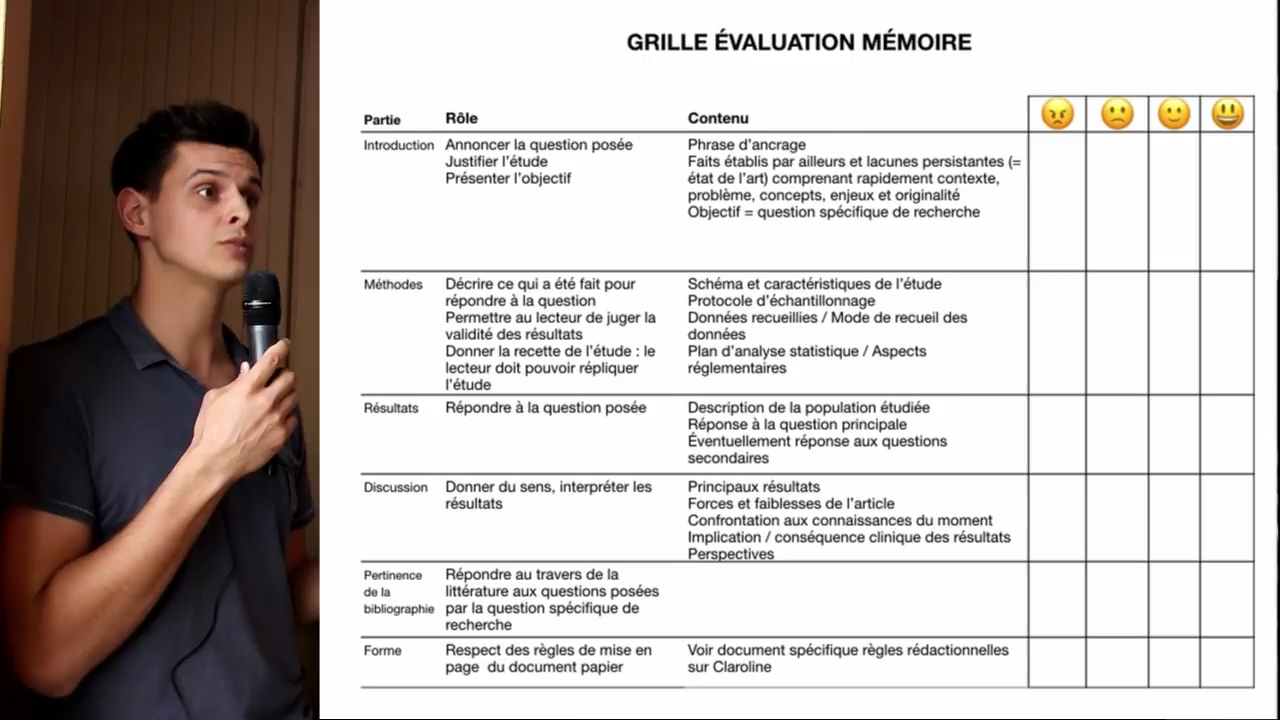 GRILLE ÉVALUATION MÉMOIRE
Partie Rôle Contenu
Introduction Annoncer la question posée Phrase d'ancrage
Justifier l'étude Faits établis par ailleurs et lacunes persistantes (=
Présenter l'objectif état de l'art) comprenant rapidement contexte,
problème, concepts, enjeux et originalité
Objectif = question spécifique de recherche
Méthodes Décrire ce qui a été fait pour Schéma et caractéristiques de l'étude
répondre à la question Protocole d'échantillonnage
Permettre au lecteur de juger la Données recueillies / Mode de recueil des
validité des résultats données
Donner la recette de l'étude : le Plan d'analyse statistique / Aspects
lecteur doit pouvoir répliquer réglementaires
l'étude
Résultats Répondre à la question posée Description de la population étudiée
Réponse à la question principale
Éventuellement réponse aux questions
secondaires
Discussion Donner du sens, interpréter les Principaux résultats
résultats Forces et faiblesses de l'article
Confrontation aux connaissances du moment
Implication / conséquence clinique des résultats
Perspectives
Pertinence Répondre au travers de la
de la littérature aux questions posées
bibliographie par la question spécifique de
recherche
Forme Respect des règles de mise en Voir document spécifique règles rédactionnelles
page du document papier sur Claroline